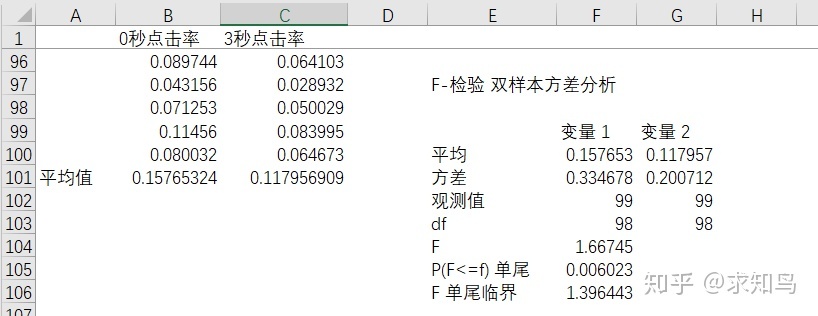 A B C D E F G H
1 0秒点击率 3秒点击率
96 0.089744 0.064103
97 0.043156 0.028932 F-检验 双样本方差分析
98 0.071253 0.050029
99 0.11456 0.083995 变量 1 变量 2
100 0.080032 0.064673 平均 0.157653 0.117957
101 平均值 0.15765324 0.117956909 方差 0.334678 0.200712
102 观测值 99 99
103 df 98 98
104 F 1.66745
105 P(F<=f) 单尾 0.006023
106 F 单尾临界 1.396443
107
知乎 @求知鸟